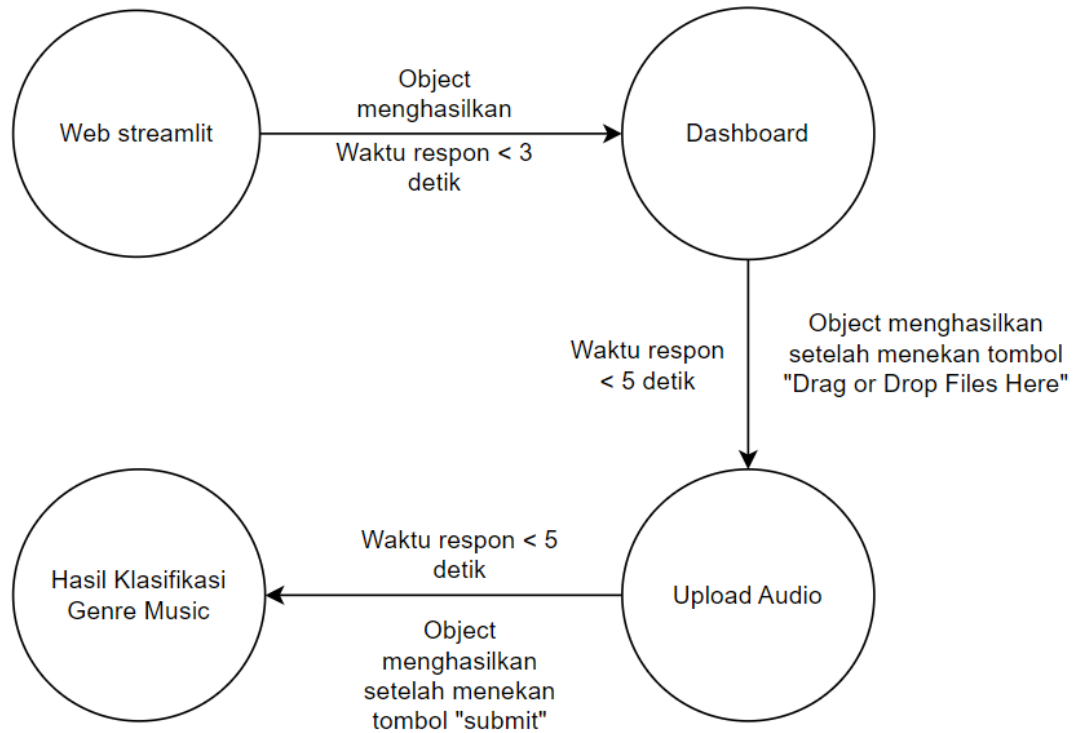 Web streamlit
Object
menghasilkan
Waktu respon < 3
detik
Dashboard
Waktu respon
< 5 detik
Object menghasilkan
setelah menekan tombol
"Drag or Drop Files Here"
Upload Audio
Waktu respon < 5
detik
Object
menghasilkan
setelah menekan
tombol "submit"
Hasil Klasifikasi
Genre Music